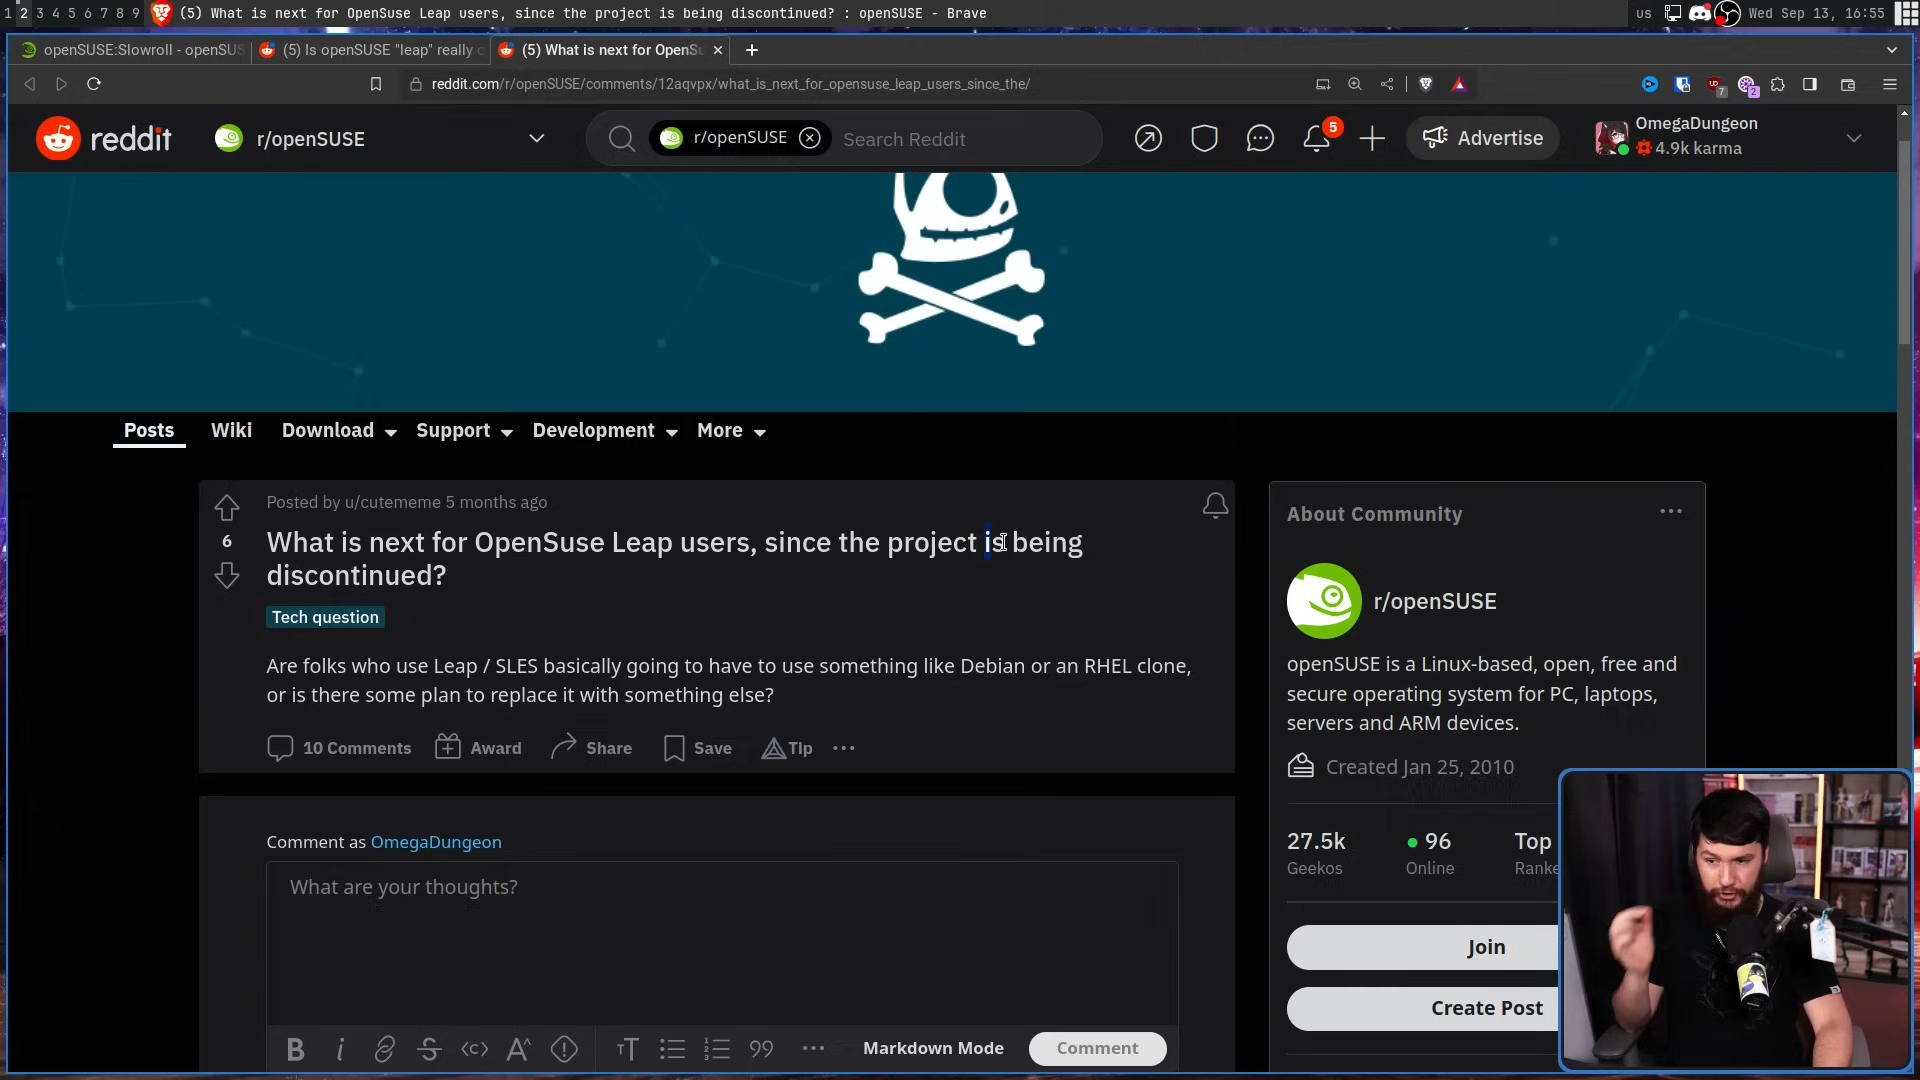 1 2 3 4 5 6 7 8 9 (5) What is next for OpenSuse Leap users, since the project is being discontinued? : openSUSE - Brave us Wed Sep 13, 16:55
openSUSE:Slowroll - openSUS (5) Is openSUSE "leap" really (5) What is next for OpenSu
reddit.com/r/openSUSE/comments/12aqvpx/what_is_next_for_opensuse_leap_users_since_the/ 7 2
reddit r/openSUSE r/openSUSE Search Reddit 5 Advertise OmegaDungeon
4.9k karma
Posts Wiki Download Support Development More
Posted by u/cutememe 5 months ago
What is next for OpenSuse Leap users, since the project is being
6
discontinued?
Tech question
Are folks who use Leap / SLES basically going to have to use something like Debian or an RHEL clone,
or is there some plan to replace it with something else?
10 Comments Award Share Save Tip
Comment as OmegaDungeon
What are your thoughts?
B i <c> A T 99 Markdown Mode Comment
About Community
r/openSUSE
openSUSE is a Linux-based, open, free and
secure operating system for PC, laptops,
servers and ARM devices.
Created Jan 25, 2010
27.5k 96 Top
Geekos Online Ranke
Join
Create Post